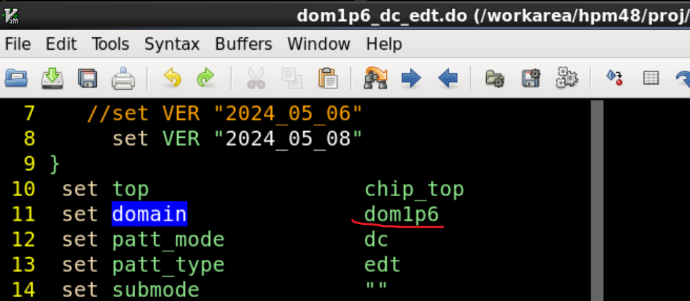 dom1p6_dc_edt.do (/workarea/hpm48/proj/
File Edit Tools Syntax Buffers Window Help
7 //set VER "2024_05_06"
8 set VER "2024_05_08"
9 }
10 set top chip_top
11 set domain dom1p6
12 set patt_mode dc
13 set patt_type edt
14 set submode ""